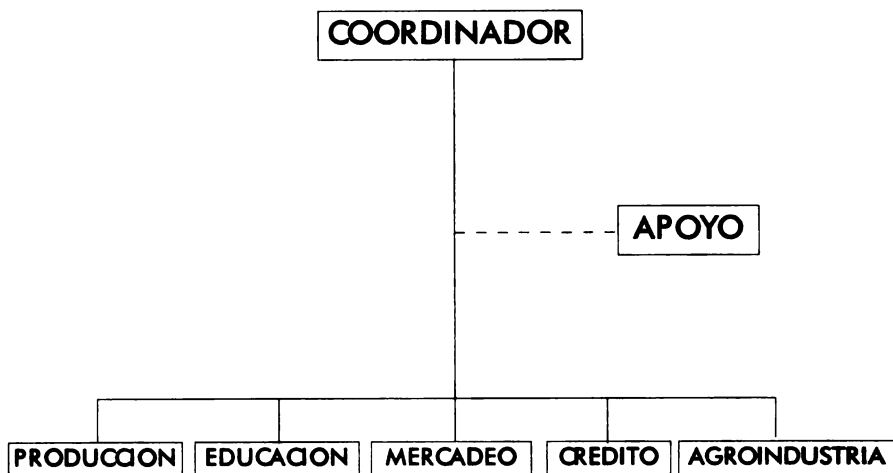 COORDINADOR
APOYO
PRODUCCION EDUCACION MERCADEO CREDITO AGROINDUSTRIA